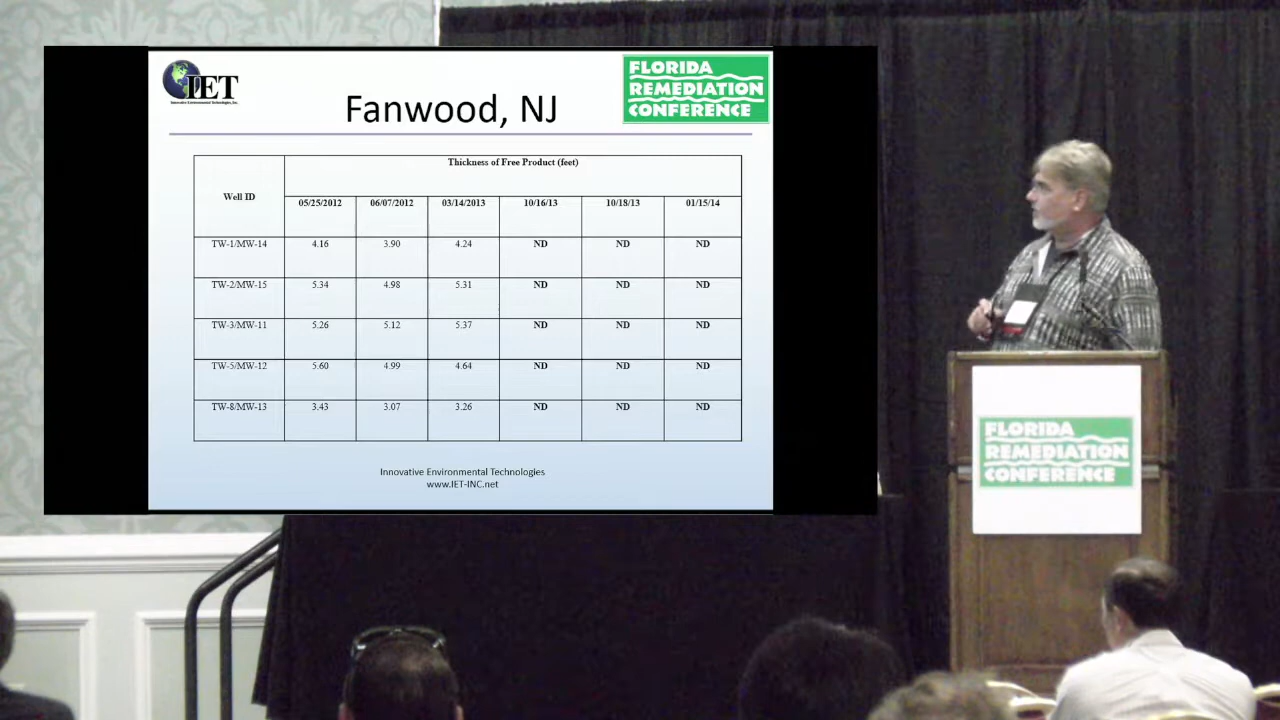 IET
Innovative Environmental Technologies, Inc.
Fanwood, NJ
FLORIDA
REMEDIATION
CONFERENCE
Well ID
Thickness of Free Product (feet)
05/25/2012 06/07/2012 03/14/2013 10/16/13 10/18/13 01/15/14
TW-1/MW-14 4.16 3.90 4.24 ND ND ND
TW-2/MW-15 5.34 4.98 5.31 ND ND ND
TW-3/MW-11 5.26 5.12 5.37 ND ND ND
TW-5/MW-12 5.60 4.99 4.64 ND ND ND
TW-8/MW-13 3.43 3.07 3.26 ND ND ND
Innovative Environmental Technologies
www.IET-INC.net
FLORIDA
REMEDIATION
CONFERENCE